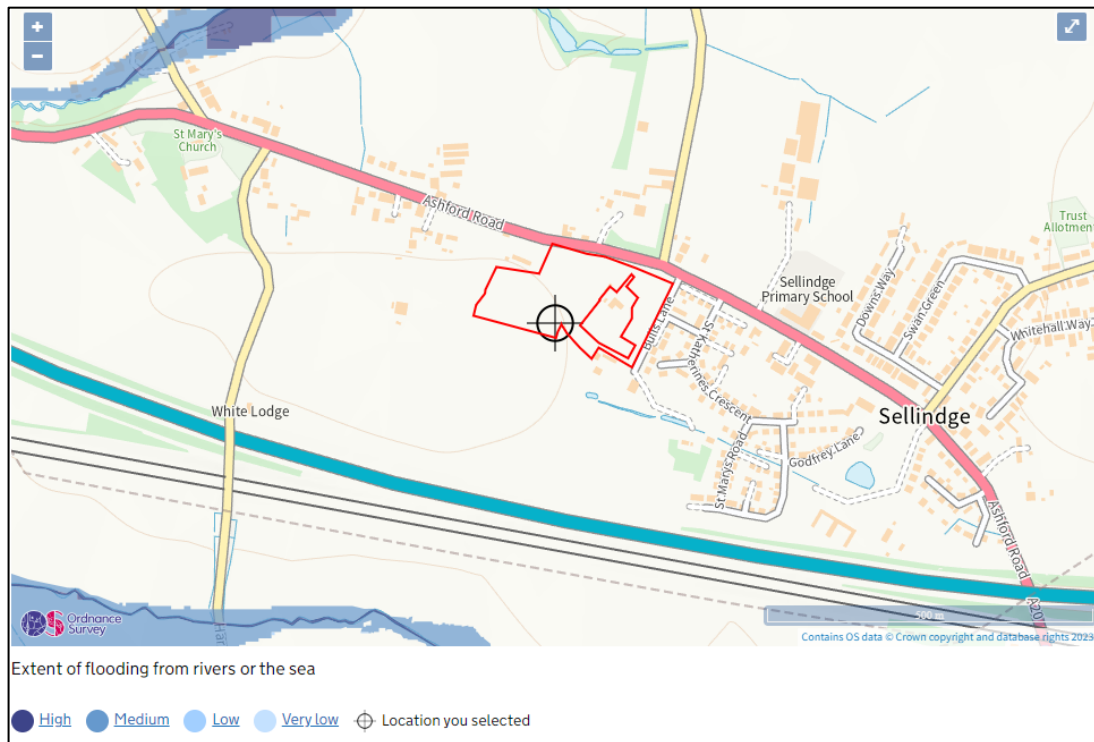 +
−
St Mary's
Church
Ashford Road
Trust
Allotment
Sellindge
Primary School
Downs Way
Swan Green
Whitehall Way
Bulls Lane
St Katherines Crescent
White Lodge
Sellindge
St Marys Road
Godfrey Lane
Ashford Road
A20
Ordnance
Survey
500 m
Contains OS data © Crown copyright and database rights 2023
Extent of flooding from rivers or the sea
High Medium Low Very low Location you selected